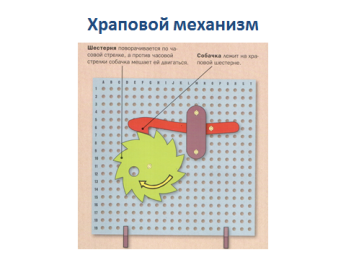 Храповой механизм
Шестерня поворачивается по ча-
совой стрелке, а против часовой
стрелки собачка мешает ей двигаться.
Собачка лежит на хра-
повой шестерне.